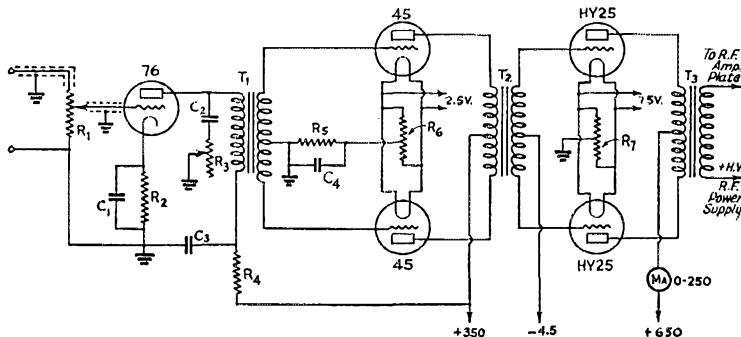 45
HY25
76
T1
T2
T3
To R.F.
Amp.
Plate
C2
2.5V.
7.5V.
R1
R5
R6
R7
R3
C4
+H.V.
R.F.
Power
Supply
C1
R2
C3
R4
45
HY25
MA 0-250
+350
-4.5
+650